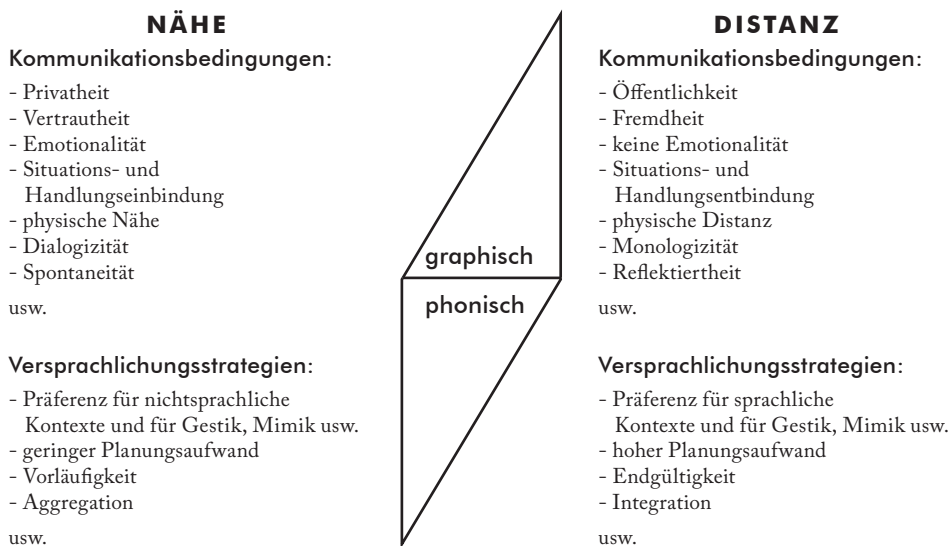 NÄHE
Kommunikationsbedingungen:
- Privatheit
- Vertrautheit
- Emotionalität
- Situations- und
Handlungseinbindung
- physische Nähe
- Dialogizität
- Spontaneität
usw.
Versprachlichungsstrategien:
- Präferenz für nichtsprachliche
Kontexte und für Gestik, Mimik usw.
- geringer Planungsaufwand
- Vorläufigkeit
- Aggregation
usw.
graphisch
phonisch
DISTANZ
Kommunikationsbedingungen:
- Öffentlichkeit
- Fremdheit
- keine Emotionalität
- Situations- und
Handlungsentbindung
- physische Distanz
- Monologizität
- Reflektiertheit
usw.
Versprachlichungsstrategien:
- Präferenz für sprachliche
Kontexte und für Gestik, Mimik usw.
- hoher Planungsaufwand
- Endgültigkeit
- Integration
usw.